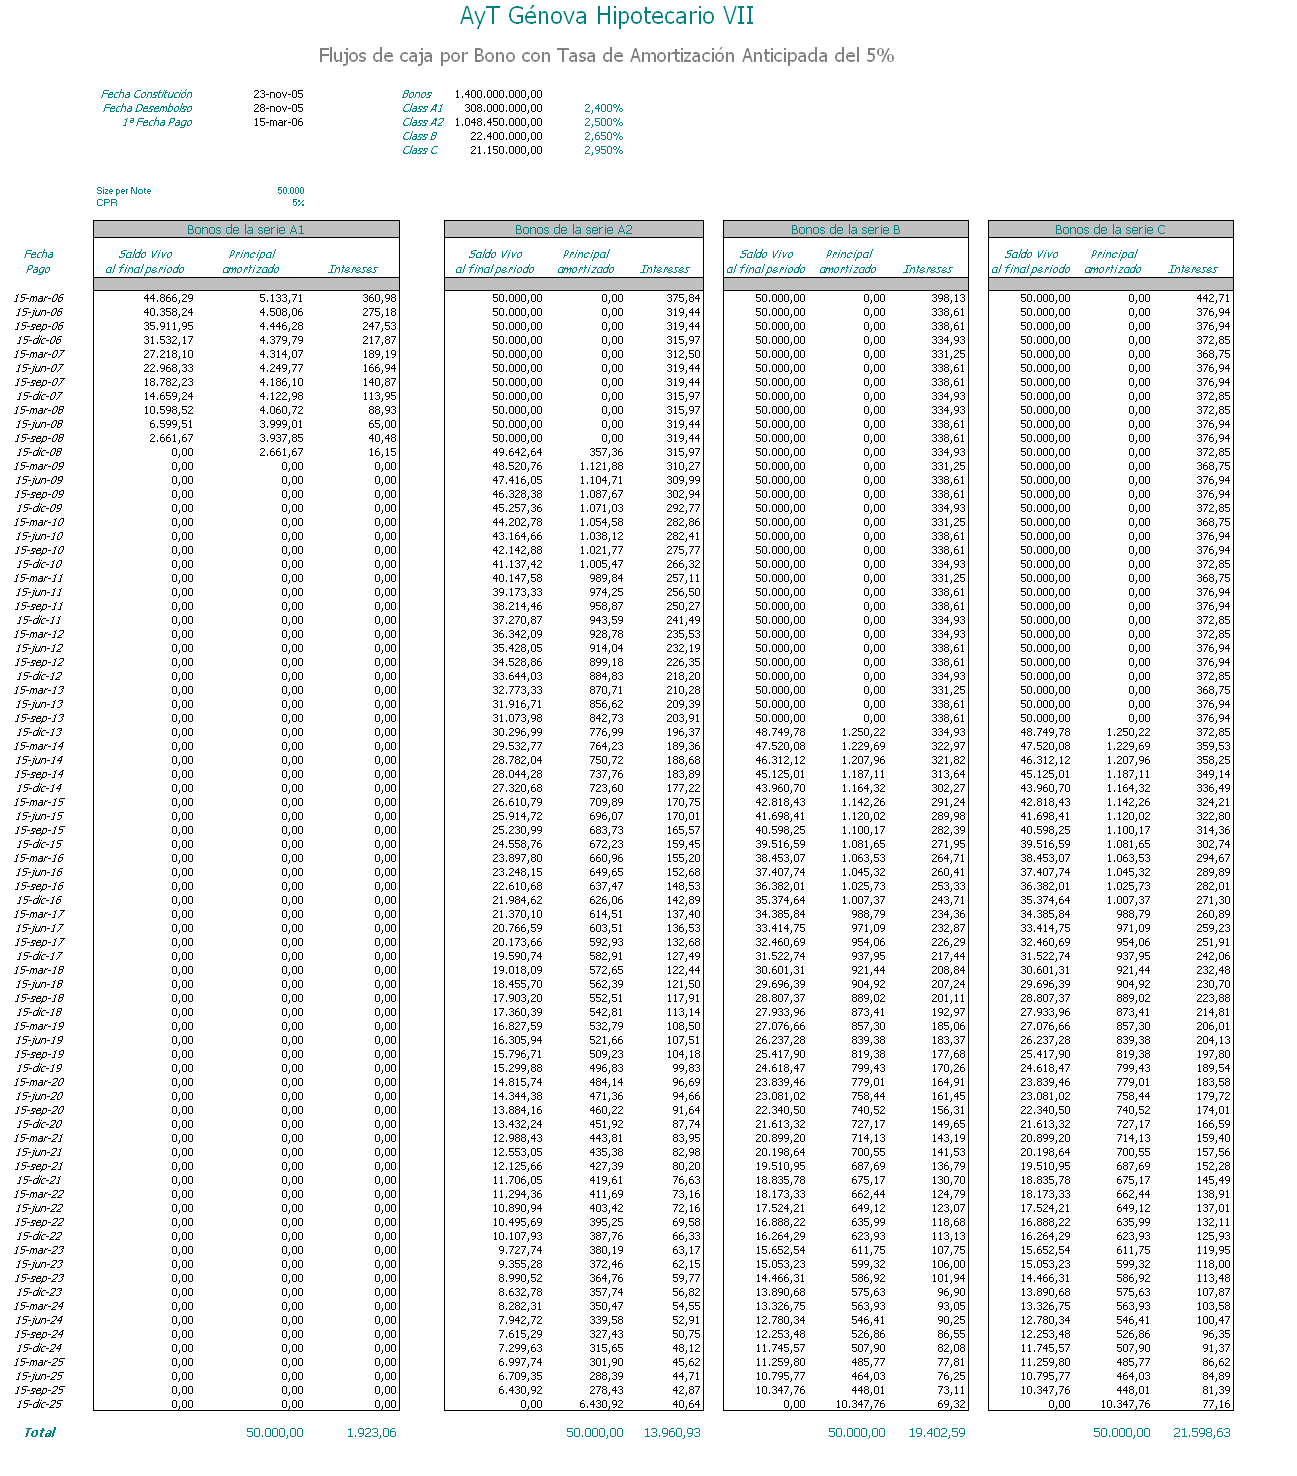 AyT Génova Hipotecario VII
Flujos de caja por Bono con Tasa de Amortización Anticipada del 5%
Fecha Constitución 23-nov-05 Bonos 1.400.000.000,00
Fecha Desembolso 28-nov-05 Class A1 308.000.000,00 2,400%
1ª Fecha Pago 15-mar-06 Class A2 1.048.450.000,00 2,500%
Class B 22.400.000,00 2,650%
Class C 21.150.000,00 2,950%
Size per Note 50.000
CPR 5%
Bonos de la serie A1 Bonos de la serie A2 Bonos de la serie B Bonos de la serie C
Fecha Saldo Vivo Principal Saldo Vivo Principal Saldo Vivo Principal Saldo Vivo Principal
Pago al final periodo amortizado Intereses al final periodo amortizado Intereses al final periodo amortizado Intereses al final periodo amortizado Intereses
15-mar-06 44.866,29 5.133,71 360,98 50.000,00 0,00 375,84 50.000,00 0,00 398,13 50.000,00 0,00 442,71
15-jun-06 40.358,24 4.508,06 275,18 50.000,00 0,00 319,44 50.000,00 0,00 338,61 50.000,00 0,00 376,94
15-sep-06 35.911,95 4.446,28 247,53 50.000,00 0,00 319,44 50.000,00 0,00 338,61 50.000,00 0,00 376,94
15-dic-06 31.532,17 4.379,79 217,87 50.000,00 0,00 315,97 50.000,00 0,00 334,93 50.000,00 0,00 372,85
15-mar-07 27.218,10 4.314,07 189,19 50.000,00 0,00 312,50 50.000,00 0,00 331,25 50.000,00 0,00 368,75
15-jun-07 22.968,33 4.249,77 166,94 50.000,00 0,00 319,44 50.000,00 0,00 338,61 50.000,00 0,00 376,94
15-sep-07 18.782,23 4.186,10 140,87 50.000,00 0,00 319,44 50.000,00 0,00 338,61 50.000,00 0,00 376,94
15-dic-07 14.659,24 4.122,98 113,95 50.000,00 0,00 315,97 50.000,00 0,00 334,93 50.000,00 0,00 372,85
15-mar-08 10.598,52 4.060,72 88,93 50.000,00 0,00 315,97 50.000,00 0,00 334,93 50.000,00 0,00 372,85
15-jun-08 6.599,51 3.999,01 65,00 50.000,00 0,00 319,44 50.000,00 0,00 338,61 50.000,00 0,00 376,94
15-sep-08 2.661,67 3.937,85 40,48 50.000,00 0,00 319,44 50.000,00 0,00 338,61 50.000,00 0,00 376,94
15-dic-08 0,00 2.661,67 16,15 49.642,64 357,36 315,97 50.000,00 0,00 334,93 50.000,00 0,00 372,85
15-mar-09 0,00 0,00 0,00 48.520,76 1.121,88 310,27 50.000,00 0,00 331,25 50.000,00 0,00 368,75
15-jun-09 0,00 0,00 0,00 47.416,05 1.104,71 309,99 50.000,00 0,00 338,61 50.000,00 0,00 376,94
15-sep-09 0,00 0,00 0,00 46.328,38 1.087,67 302,94 50.000,00 0,00 338,61 50.000,00 0,00 376,94
15-dic-09 0,00 0,00 0,00 45.257,36 1.071,03 292,77 50.000,00 0,00 334,93 50.000,00 0,00 372,85
15-mar-10 0,00 0,00 0,00 44.202,78 1.054,58 282,86 50.000,00 0,00 331,25 50.000,00 0,00 368,75
15-jun-10 0,00 0,00 0,00 43.164,66 1.038,12 282,41 50.000,00 0,00 338,61 50.000,00 0,00 376,94
15-sep-10 0,00 0,00 0,00 42.142,88 1.021,77 275,77 50.000,00 0,00 338,61 50.000,00 0,00 376,94
15-dic-10 0,00 0,00 0,00 41.137,42 1.005,47 266,32 50.000,00 0,00 334,93 50.000,00 0,00 372,85
15-mar-11 0,00 0,00 0,00 40.147,58 989,84 257,11 50.000,00 0,00 331,25 50.000,00 0,00 368,75
15-jun-11 0,00 0,00 0,00 39.173,33 974,25 256,50 50.000,00 0,00 338,61 50.000,00 0,00 376,94
15-sep-11 0,00 0,00 0,00 38.214,46 958,87 250,27 50.000,00 0,00 338,61 50.000,00 0,00 376,94
15-dic-11 0,00 0,00 0,00 37.270,87 943,59 241,49 50.000,00 0,00 334,93 50.000,00 0,00 372,85
15-mar-12 0,00 0,00 0,00 36.342,09 928,78 235,53 50.000,00 0,00 334,93 50.000,00 0,00 372,85
15-jun-12 0,00 0,00 0,00 35.428,05 914,04 232,19 50.000,00 0,00 338,61 50.000,00 0,00 376,94
15-sep-12 0,00 0,00 0,00 34.528,86 899,18 226,35 50.000,00 0,00 338,61 50.000,00 0,00 376,94
15-dic-12 0,00 0,00 0,00 33.644,03 884,83 218,20 50.000,00 0,00 334,93 50.000,00 0,00 372,85
15-mar-13 0,00 0,00 0,00 32.773,33 870,71 210,28 50.000,00 0,00 331,25 50.000,00 0,00 368,75
15-jun-13 0,00 0,00 0,00 31.916,71 856,62 209,39 50.000,00 0,00 338,61 50.000,00 0,00 376,94
15-sep-13 0,00 0,00 0,00 31.073,98 842,73 203,91 50.000,00 0,00 338,61 50.000,00 0,00 376,94
15-dic-13 0,00 0,00 0,00 30.296,99 776,99 196,37 48.749,78 1.250,22 334,93 48.749,78 1.250,22 372,85
15-mar-14 0,00 0,00 0,00 29.532,77 764,23 189,36 47.520,08 1.229,69 322,97 47.520,08 1.229,69 359,53
15-jun-14 0,00 0,00 0,00 28.782,04 750,72 188,68 46.312,12 1.207,96 321,82 46.312,12 1.207,96 358,25
15-sep-14 0,00 0,00 0,00 28.044,28 737,76 183,89 45.125,01 1.187,11 313,64 45.125,01 1.187,11 349,14
15-dic-14 0,00 0,00 0,00 27.320,68 723,60 177,22 43.960,70 1.164,32 302,27 43.960,70 1.164,32 336,49
15-mar-15 0,00 0,00 0,00 26.610,79 709,89 170,75 42.818,43 1.142,26 291,24 42.818,43 1.142,26 324,21
15-jun-15 0,00 0,00 0,00 25.914,72 696,07 170,01 41.698,41 1.120,02 289,98 41.698,41 1.120,02 322,80
15-sep-15 0,00 0,00 0,00 25.230,99 683,73 165,57 40.598,25 1.100,17 282,39 40.598,25 1.100,17 314,36
15-dic-15 0,00 0,00 0,00 24.558,76 672,23 159,45 39.516,59 1.081,65 271,95 39.516,59 1.081,65 302,74
15-mar-16 0,00 0,00 0,00 23.897,80 660,96 155,20 38.453,07 1.063,53 264,71 38.453,07 1.063,53 294,67
15-jun-16 0,00 0,00 0,00 23.248,15 649,65 152,68 37.407,74 1.045,32 260,41 37.407,74 1.045,32 289,89
15-sep-16 0,00 0,00 0,00 22.610,68 637,47 148,53 36.382,01 1.025,73 253,33 36.382,01 1.025,73 282,01
15-dic-16 0,00 0,00 0,00 21.984,62 626,06 142,89 35.374,64 1.007,37 243,71 35.374,64 1.007,37 271,30
15-mar-17 0,00 0,00 0,00 21.370,10 614,51 137,40 34.385,84 988,79 234,36 34.385,84 988,79 260,89
15-jun-17 0,00 0,00 0,00 20.766,59 603,51 136,53 33.414,75 971,09 232,87 33.414,75 971,09 259,23
15-sep-17 0,00 0,00 0,00 20.173,66 592,93 132,68 32.460,69 954,06 226,29 32.460,69 954,06 251,91
15-dic-17 0,00 0,00 0,00 19.590,74 582,91 127,49 31.522,74 937,95 217,44 31.522,74 937,95 242,06
15-mar-18 0,00 0,00 0,00 19.018,09 572,65 122,44 30.601,31 921,44 208,84 30.601,31 921,44 232,48
15-jun-18 0,00 0,00 0,00 18.455,70 562,39 121,50 29.696,39 904,92 207,24 29.696,39 904,92 230,70
15-sep-18 0,00 0,00 0,00 17.903,20 552,51 117,91 28.807,37 889,02 201,11 28.807,37 889,02 223,88
15-dic-18 0,00 0,00 0,00 17.360,39 542,81 113,14 27.933,96 873,41 192,97 27.933,96 873,41 214,81
15-mar-19 0,00 0,00 0,00 16.827,59 532,79 108,50 27.076,66 857,30 185,06 27.076,66 857,30 206,01
15-jun-19 0,00 0,00 0,00 16.305,94 521,66 107,51 26.237,28 839,38 183,37 26.237,28 839,38 204,13
15-sep-19 0,00 0,00 0,00 15.796,71 509,23 104,18 25.417,90 819,38 177,68 25.417,90 819,38 197,80
15-dic-19 0,00 0,00 0,00 15.299,88 496,83 99,83 24.618,47 799,43 170,26 24.618,47 799,43 189,54
15-mar-20 0,00 0,00 0,00 14.815,74 484,14 96,69 23.839,46 779,01 164,91 23.839,46 779,01 183,58
15-jun-20 0,00 0,00 0,00 14.344,38 471,36 94,66 23.081,02 758,44 161,45 23.081,02 758,44 179,72
15-sep-20 0,00 0,00 0,00 13.884,16 460,22 91,64 22.340,50 740,52 156,31 22.340,50 740,52 174,01
15-dic-20 0,00 0,00 0,00 13.432,24 451,92 87,74 21.613,32 727,17 149,65 21.613,32 727,17 166,59
15-mar-21 0,00 0,00 0,00 12.988,43 443,81 83,95 20.899,20 714,13 143,19 20.899,20 714,13 159,40
15-jun-21 0,00 0,00 0,00 12.553,05 435,38 82,98 20.198,64 700,55 141,53 20.198,64 700,55 157,56
15-sep-21 0,00 0,00 0,00 12.125,66 427,39 80,20 19.510,95 687,69 136,79 19.510,95 687,69 152,28
15-dic-21 0,00 0,00 0,00 11.706,05 419,61 76,63 18.835,78 675,17 130,70 18.835,78 675,17 145,49
15-mar-22 0,00 0,00 0,00 11.294,36 411,69 73,16 18.173,33 662,44 124,79 18.173,33 662,44 138,91
15-jun-22 0,00 0,00 0,00 10.890,94 403,42 72,16 17.524,21 649,12 123,07 17.524,21 649,12 137,01
15-sep-22 0,00 0,00 0,00 10.495,69 395,25 69,58 16.888,22 635,99 118,68 16.888,22 635,99 132,11
15-dic-22 0,00 0,00 0,00 10.107,93 387,76 66,33 16.264,29 623,93 113,13 16.264,29 623,93 125,93
15-mar-23 0,00 0,00 0,00 9.727,74 380,19 63,17 15.652,54 611,75 107,75 15.652,54 611,75 119,95
15-jun-23 0,00 0,00 0,00 9.355,28 372,46 62,15 15.053,23 599,32 106,00 15.053,23 599,32 118,00
15-sep-23 0,00 0,00 0,00 8.990,52 364,76 59,77 14.466,31 586,92 101,94 14.466,31 586,92 113,48
15-dic-23 0,00 0,00 0,00 8.632,78 357,74 56,82 13.890,68 575,63 96,90 13.890,68 575,63 107,87
15-mar-24 0,00 0,00 0,00 8.282,31 350,47 54,55 13.326,75 563,93 93,05 13.326,75 563,93 103,58
15-jun-24 0,00 0,00 0,00 7.942,72 339,58 52,91 12.780,34 546,41 90,25 12.780,34 546,41 100,47
15-sep-24 0,00 0,00 0,00 7.615,29 327,43 50,75 12.253,48 526,86 86,55 12.253,48 526,86 96,35
15-dic-24 0,00 0,00 0,00 7.299,63 315,65 48,12 11.745,57 507,90 82,08 11.745,57 507,90 91,37
15-mar-25 0,00 0,00 0,00 6.997,74 301,90 45,62 11.259,80 485,77 77,81 11.259,80 485,77 86,62
15-jun-25 0,00 0,00 0,00 6.709,35 288,39 44,71 10.795,77 464,03 76,25 10.795,77 464,03 84,89
15-sep-25 0,00 0,00 0,00 6.430,92 278,43 42,87 10.347,76 448,01 73,11 10.347,76 448,01 81,39
15-dic-25 0,00 0,00 0,00 0,00 6.430,92 40,64 0,00 10.347,76 69,32 0,00 10.347,76 77,16
Total 50.000,00 1.923,06 50.000,00 13.960,93 50.000,00 19.402,59 50.000,00 21.598,63